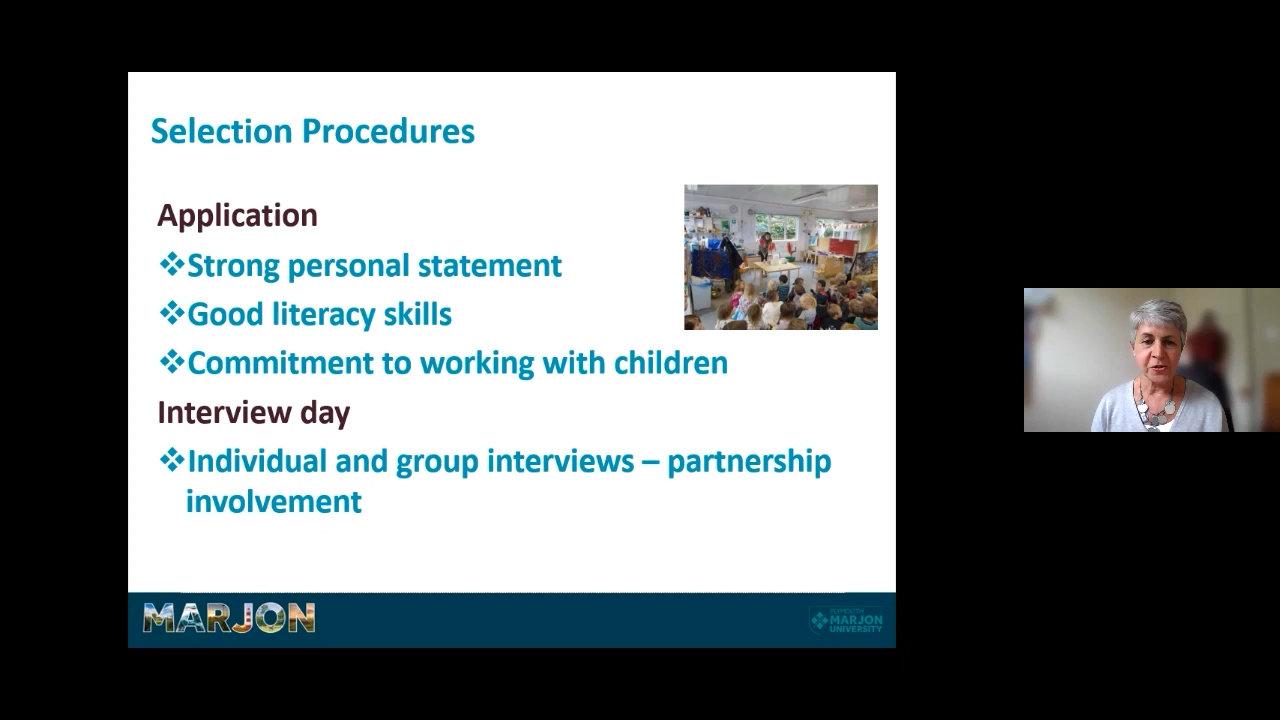 Selection Procedures
Application
❖Strong personal statement
❖Good literacy skills
❖Commitment to working with children
Interview day
❖Individual and group interviews – partnership
involvement
MARJON
PLYMOUTH
MARJON
UNIVERSITY